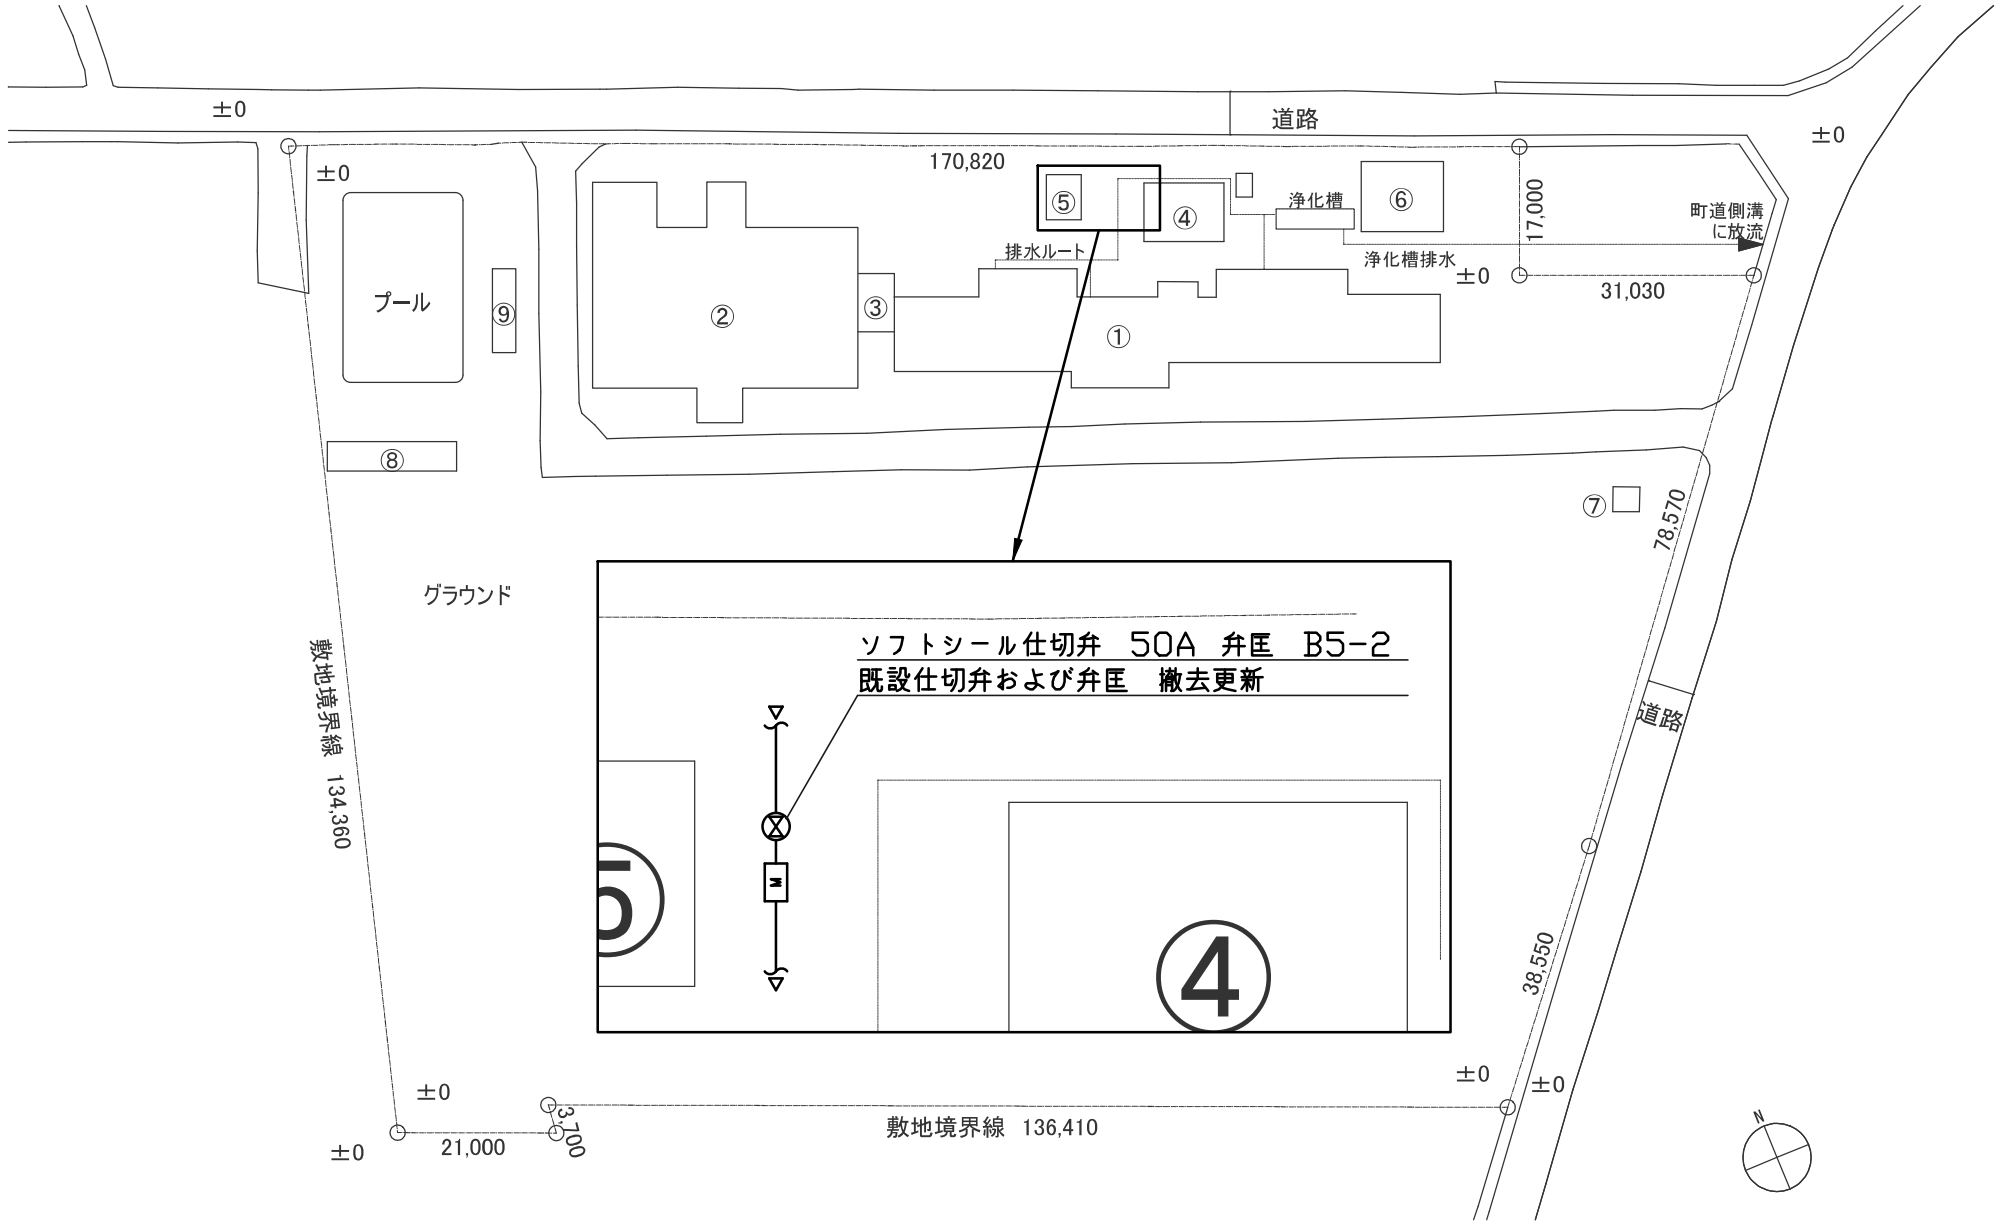 ±0
道路
±0
170,820
±0
⑤
④
浄化槽
⑥
17,000
町道側溝
に放流
排水ルート
浄化槽排水
±0
31,030
プール
⑨
②
③
①
⑧
⑦
78,570
グラウンド
ソフトシール仕切弁 50A 弁匡 B5-2
既設仕切弁および弁匡 撤去更新
敷地境界線 134,360
道路
M
⑤
④
38,550
±0
±0
±0
±0
21,000
3,700
敷地境界線 136,410
N